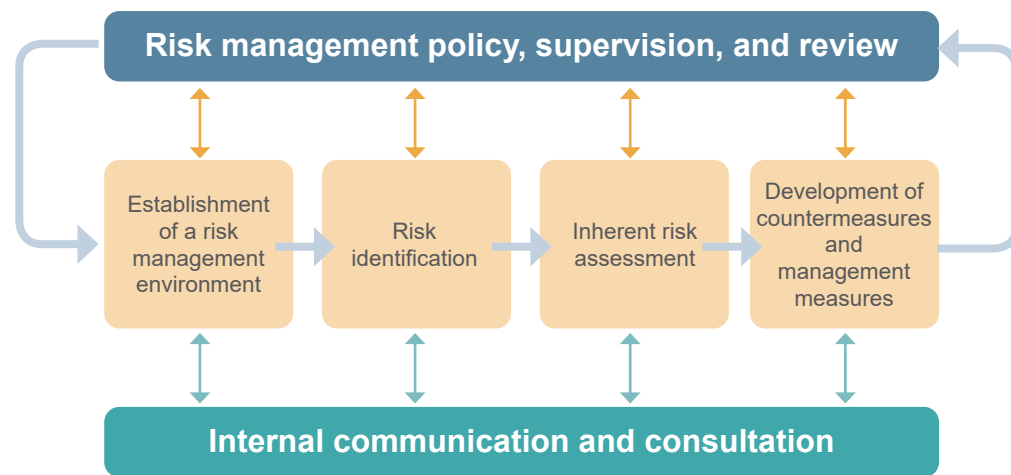 Risk management policy, supervision, and review
Establishment
of a risk
management
environment
Risk
identification
Inherent risk
assessment
Development of
countermeasures
and
management
measures
Internal communication and consultation